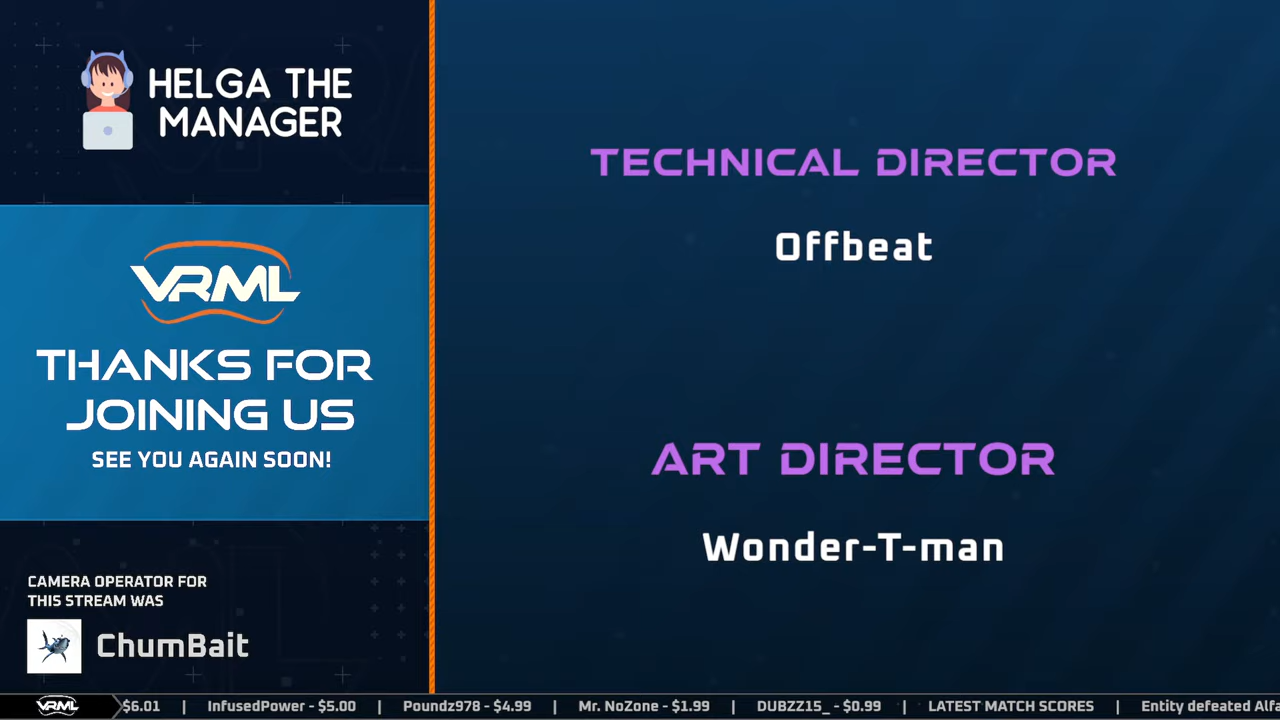 HELGA THE
MANAGER
VRML
THANKS FOR
JOINING US
SEE YOU AGAIN SOON!
CAMERA OPERATOR FOR
THIS STREAM WAS
ChumBait
TECHNICAL DIRECTOR
Offbeat
ART DIRECTOR
Wonder-T-man
VRML $6.01 | InfusedPower - $5.00 | Poundz978 - $4.99 | Mr. NoZone - $1.99 | DUBZZ15_ - $0.99 | LATEST MATCH SCORES | Entity defeated Alfa